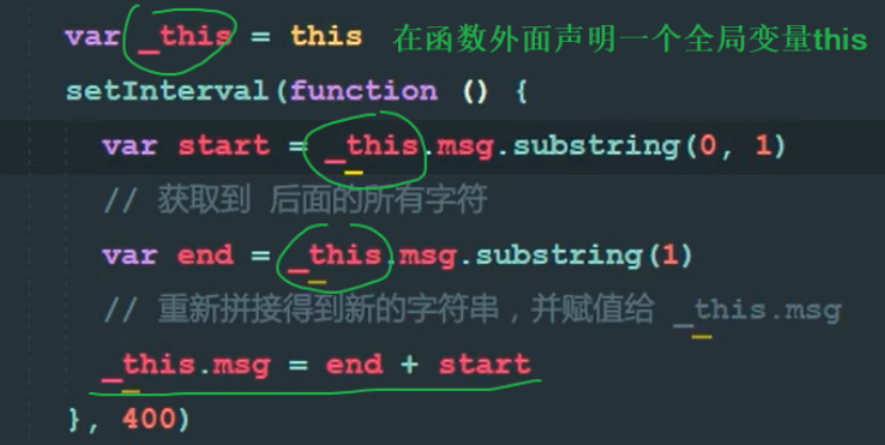 var _this = this 在函数外面声明一个全局变量this
setInterval(function () {
var start = _this.msg.substring(0, 1)
// 获取到 后面的所有字符
var end = _this.msg.substring(1)
// 重新拼接得到新的字符串，并赋值给 _this.msg
_this.msg = end + start
}, 400)